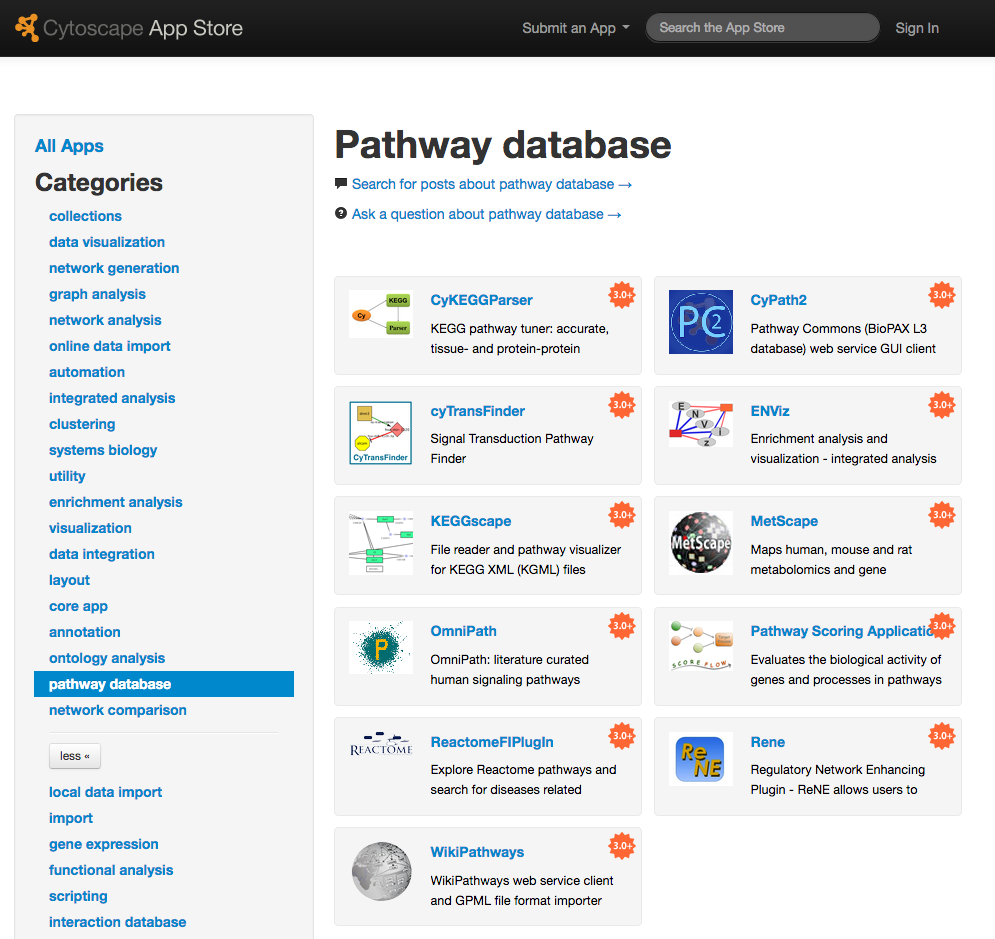 Cytoscape App Store
Submit an App
Search the App Store
Sign In
All Apps
Categories
collections
data visualization
network generation
graph analysis
network analysis
online data import
automation
integrated analysis
clustering
systems biology
utility
enrichment analysis
visualization
data integration
layout
core app
annotation
ontology analysis
pathway database
network comparison
less «
local data import
import
gene expression
functional analysis
scripting
interaction database
Pathway database
Search for posts about pathway database →
Ask a question about pathway database →
Cy
KEGG
Parser
CyKEGGParser
3.0+
KEGG pathway tuner: accurate,
tissue- and protein-protein
PC2
CyPath2
3.0+
Pathway Commons (BioPAX L3
database) web service GUI client
CyTransFinder
cyTransFinder
3.0+
Signal Transduction Pathway
Finder
E
N
V
i
z
ENViz
3.0+
Enrichment analysis and
visualization - integrated analysis
KEGGscape
3.0+
File reader and pathway visualizer
for KEGG XML (KGML) files
MetScape
MetScape
3.0+
Maps human, mouse and rat
metabolomics and gene
P
OmniPath
3.0+
OmniPath: literature curated
human signaling pathways
SCORE FLOW
Pathway Scoring Applicatio
3.0+
Evaluates the biological activity of
genes and processes in pathways
REACTOME
ReactomeFIPlugIn
3.0+
Explore Reactome pathways and
search for diseases related
Re
NE
Rene
3.0+
Regulatory Network Enhancing
Plugin - ReNE allows users to
WikiPathways
3.0+
WikiPathways web service client
and GPML file format importer